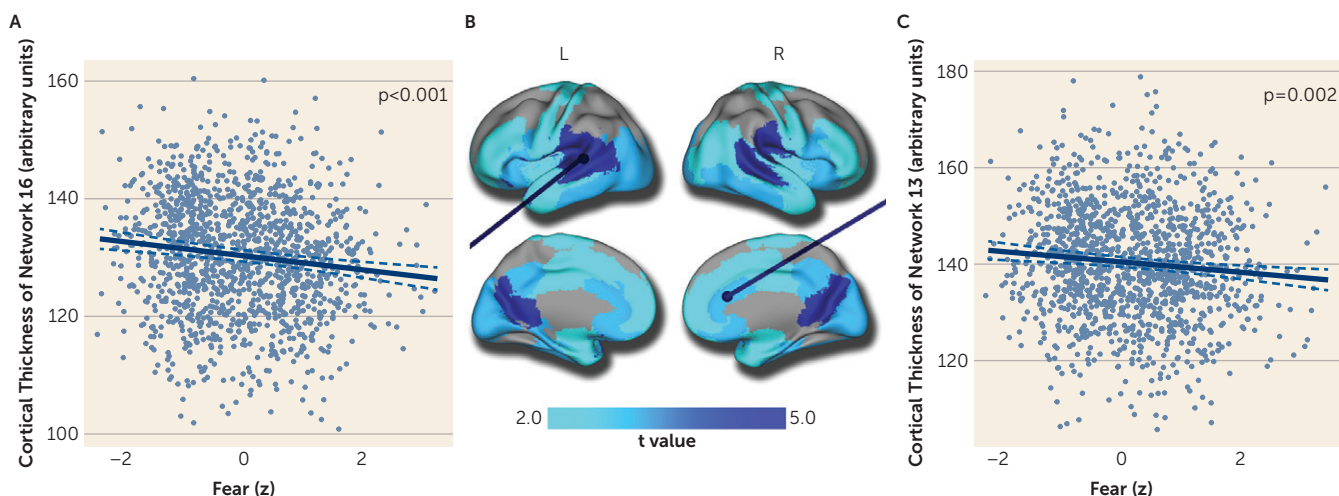 A
Cortical Thickness of Network 16 (arbitrary units)
160
140
120
100
p<0.001
−2
0
2
Fear (z)
B
L
R
2.0
5.0
t value
C
Cortical Thickness of Network 13 (arbitrary units)
180
160
140
120
p=0.002
−2
0
2
Fear (z)